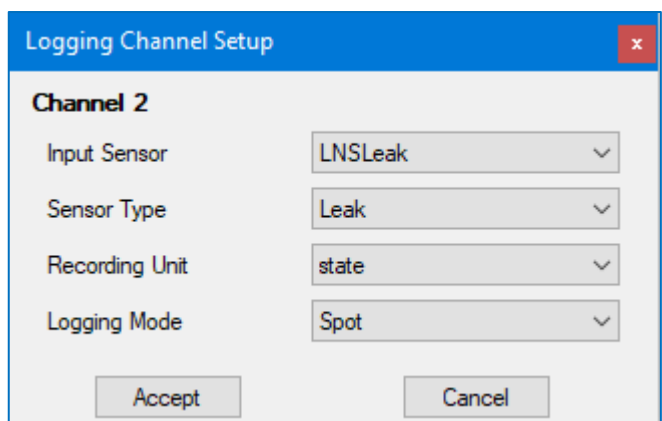 Logging Channel Setup x
Channel 2
Input Sensor LNSLeak
Sensor Type Leak
Recording Unit state
Logging Mode Spot
Accept Cancel